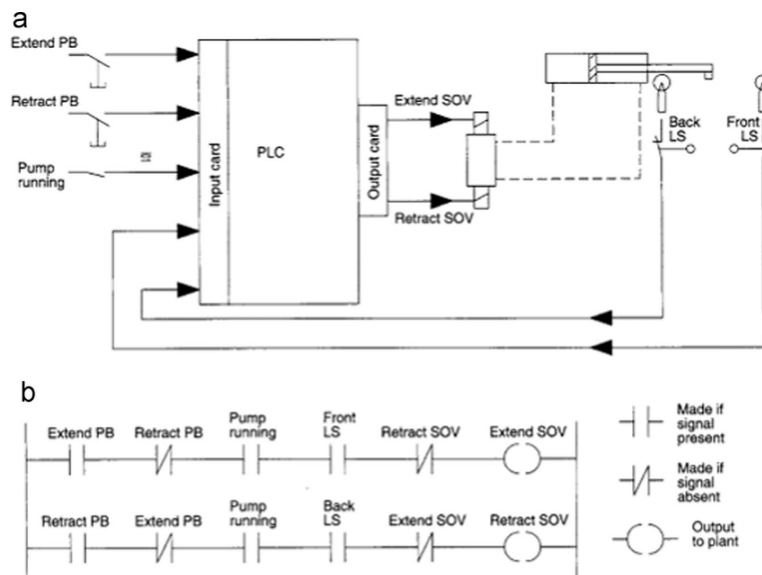 a
Extend PB
Retract PB
Pump
running
Input card
PLC
Output card
Extend SOV
Retract SOV
Back
LS
Front
LS
b
Extend PB
Retract PB
Pump
running
Front
LS
Retract SOV
Extend SOV
Retract PB
Extend PB
Pump
running
Back
LS
Extend SOV
Retract SOV
Made if
signal
present
Made if
signal
absent
Output
to plant